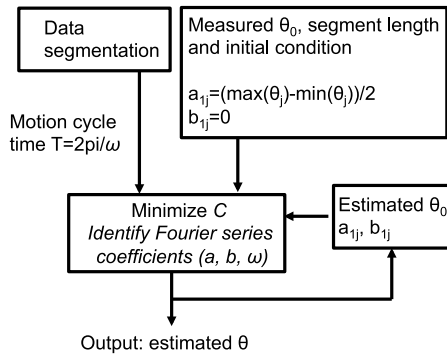 Data
segmentation
Measured θ₀, segment length
and initial condition
a₁ⱼ=(max(θⱼ)-min(θⱼ))/2
b₁ⱼ=0
Motion cycle
time T=2pi/ω
Minimize C
Identify Fourier series
coefficients (a, b, ω)
Estimated θ₀
a₁ⱼ, b₁ⱼ
Output: estimated θ